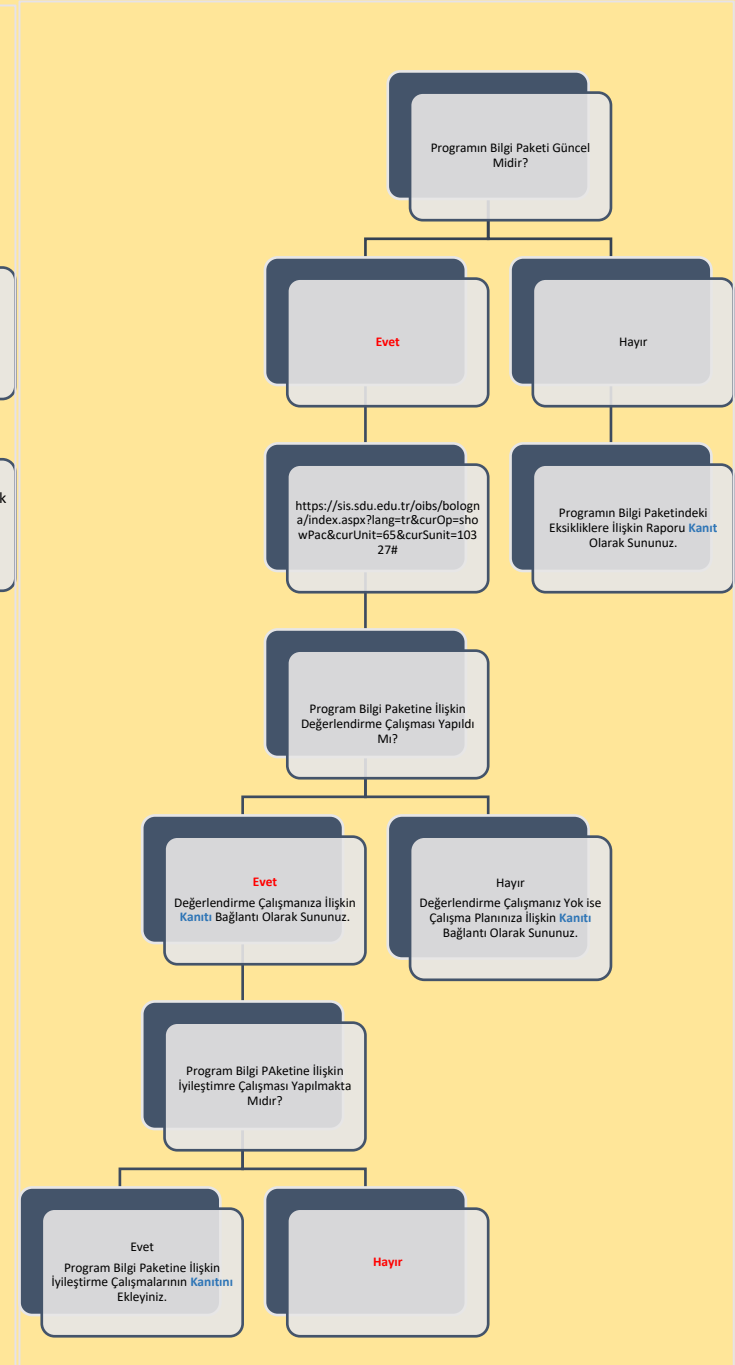 Programın Bilgi Paketi Güncel
Midir?
Evet
Hayır
k
https://sis.sdu.edu.tr/oibs/bologn
a/index.aspx?lang=tr&curOp=sho
wPac&curUnit=65&curSunit=103
27#
Programın Bilgi Paketindeki
Eksikliklere İlişkin Raporu Kanıt
Olarak Sununuz.
Program Bilgi Paketine İlişkin
Değerlendirme Çalışması Yapıldı
Mı?
Evet
Değerlendirme Çalışmanıza İlişkin
Kanıtı Bağlantı Olarak Sununuz.
Hayır
Değerlendirme Çalışmanız Yok ise
Çalışma Planınıza İlişkin Kanıtı
Bağlantı Olarak Sununuz.
Program Bilgi PAketine İlişkin
İyileştimre Çalışması Yapılmakta
Mıdır?
Evet
Program Bilgi Paketine İlişkin
İyileştirme Çalışmalarının Kanıtını
Ekleyiniz.
Hayır